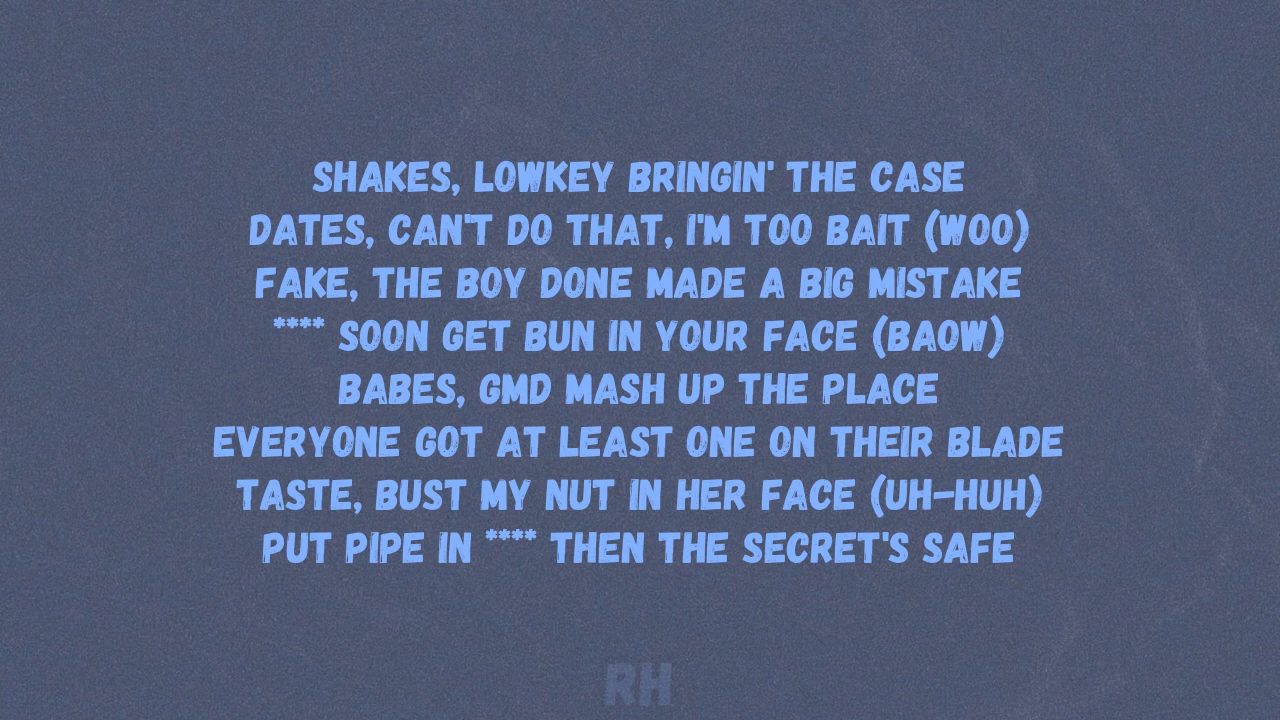 SHAKES, LOWKEY BRINGIN' THE CASE
DATES, CAN'T DO THAT, I'M TOO BAIT (WOO)
FAKE, THE BOY DONE MADE A BIG MISTAKE
**** SOON GET BUN IN YOUR FACE (BAOW)
BABES, GMD MASH UP THE PLACE
EVERYONE GOT AT LEAST ONE ON THEIR BLADE
TASTE, BUST MY NUT IN HER FACE (UH-HUH)
PUT PIPE IN **** THEN THE SECRET'S SAFE
RH